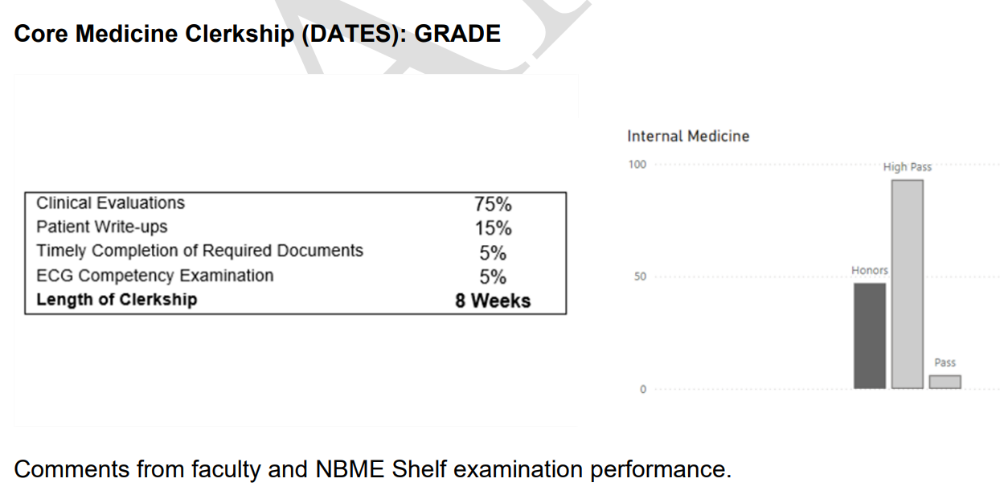 Core Medicine Clerkship (DATES): GRADE
Clinical Evaluations 75%
Patient Write-ups 15%
Timely Completion of Required Documents 5%
ECG Competency Examination 5%
Length of Clerkship 8 Weeks
Internal Medicine
100
High Pass
50
Honors
Pass
0
Comments from faculty and NBME Shelf examination performance.